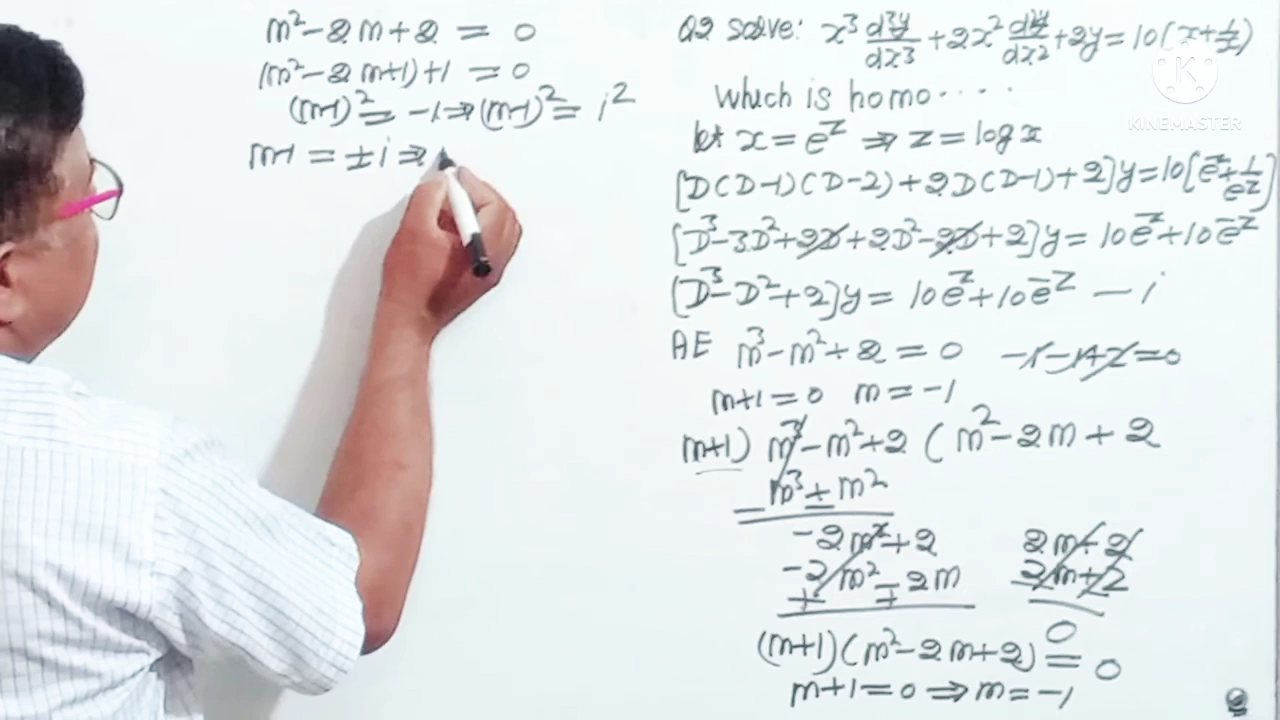 m² - 2m + 2 = 0
(m² - 2m+1) + 1 = 0
(m-1)² = -1 ⇒ (m-1)² = i²
m-1 = ± i ⇒
Q2 solve: x³ d³y/dx³ + 2x² d²y/dx² + 2y = 10(x + 1/x)
KINEMASTER
Which is homo....
let x = e^z ⇒ z = log x
[D(D-1)(D-2) + 2D(D-1) + 2]y = 10[e^z + 1/e^z]
[D³ - 3D² + 2D + 2D² - 2D + 2]y = 10e^z + 10e^-z
[D³ - D² + 2]y = 10e^z + 10e^-z — i
AE m³ - m² + 2 = 0 -1-1+2=0
m+1 = 0 m = -1
m+1) m³ - m² + 2 ( m² - 2m + 2
m³ ± m²
-2m² + 2 2m + 2
-2m² - 2m 2m + 2
0
(m+1)(m² - 2m + 2) = 0
m+1 = 0 ⇒ m = -1